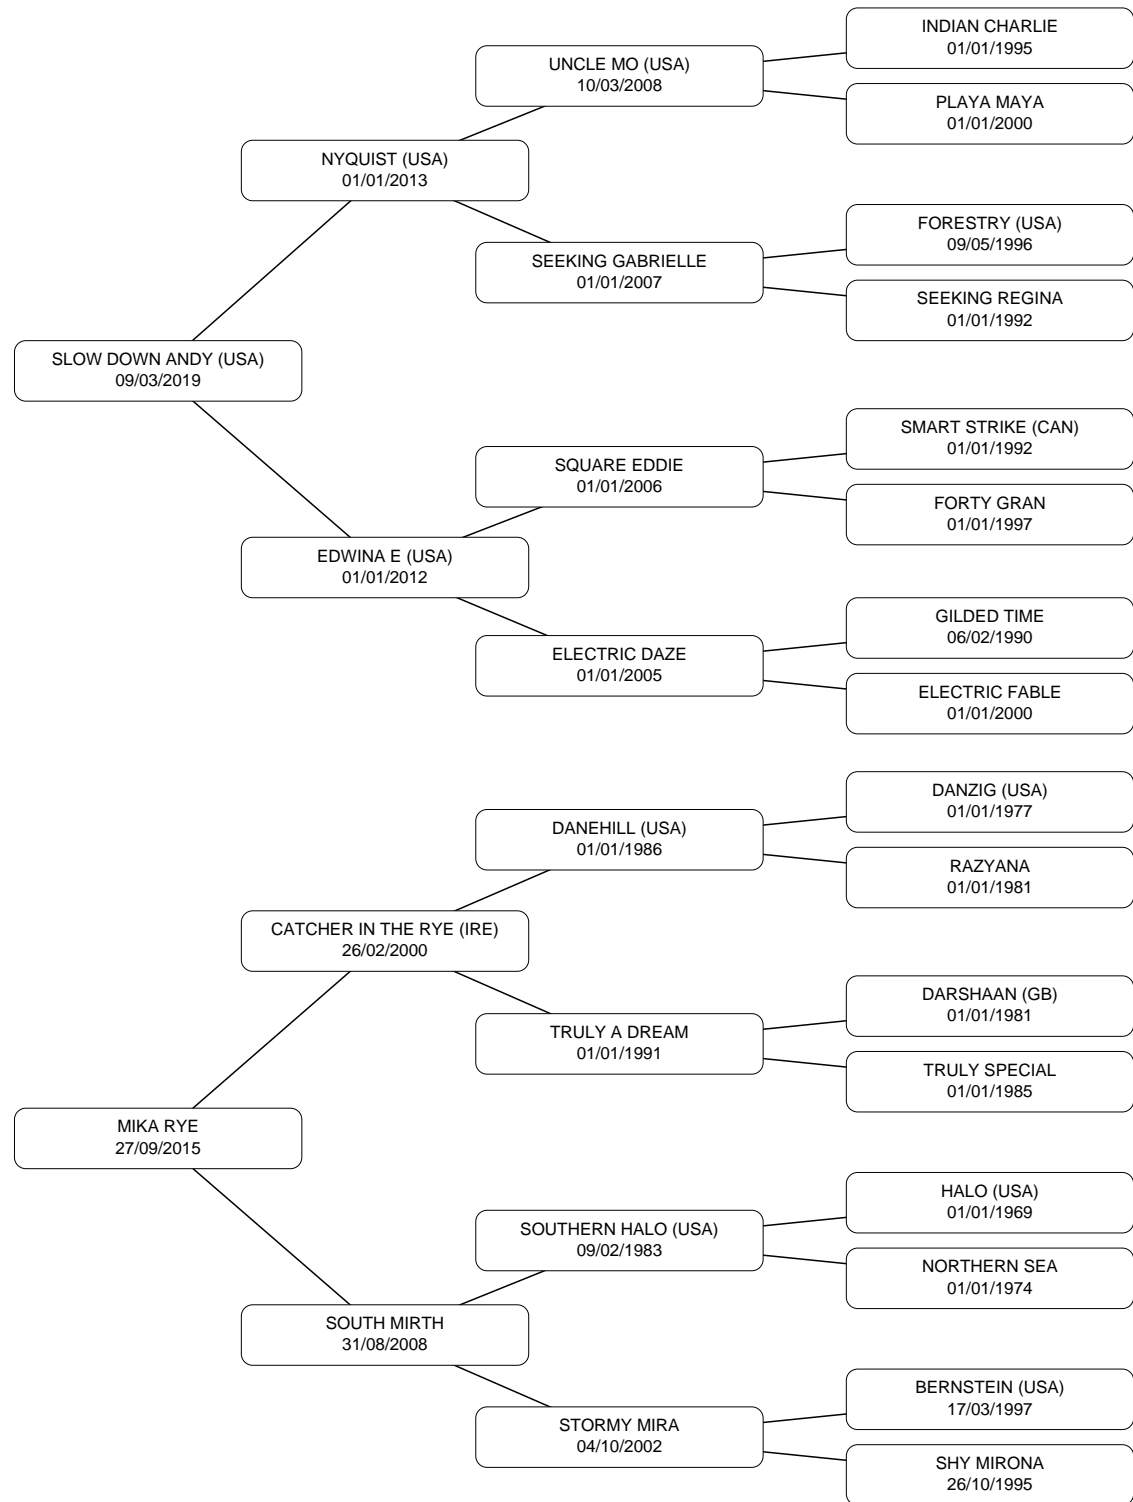 INDIAN CHARLIE
01/01/1995
UNCLE MO (USA)
10/03/2008
PLAYA MAYA
01/01/2000
NYQUIST (USA)
01/01/2013
FORESTRY (USA)
09/05/1996
SEEKING GABRIELLE
01/01/2007
SEEKING REGINA
01/01/1992
SLOW DOWN ANDY (USA)
09/03/2019
SMART STRIKE (CAN)
01/01/1992
SQUARE EDDIE
01/01/2006
FORTY GRAN
01/01/1997
EDWINA E (USA)
01/01/2012
GILDED TIME
06/02/1990
ELECTRIC DAZE
01/01/2005
ELECTRIC FABLE
01/01/2000
DANZIG (USA)
01/01/1977
DANEHILL (USA)
01/01/1986
RAZYANA
01/01/1981
CATCHER IN THE RYE (IRE)
26/02/2000
DARSHAAN (GB)
01/01/1981
TRULY A DREAM
01/01/1991
TRULY SPECIAL
01/01/1985
MIKA RYE
27/09/2015
HALO (USA)
01/01/1969
SOUTHERN HALO (USA)
09/02/1983
NORTHERN SEA
01/01/1974
SOUTH MIRTH
31/08/2008
BERNSTEIN (USA)
17/03/1997
STORMY MIRA
04/10/2002
SHY MIRONA
26/10/1995